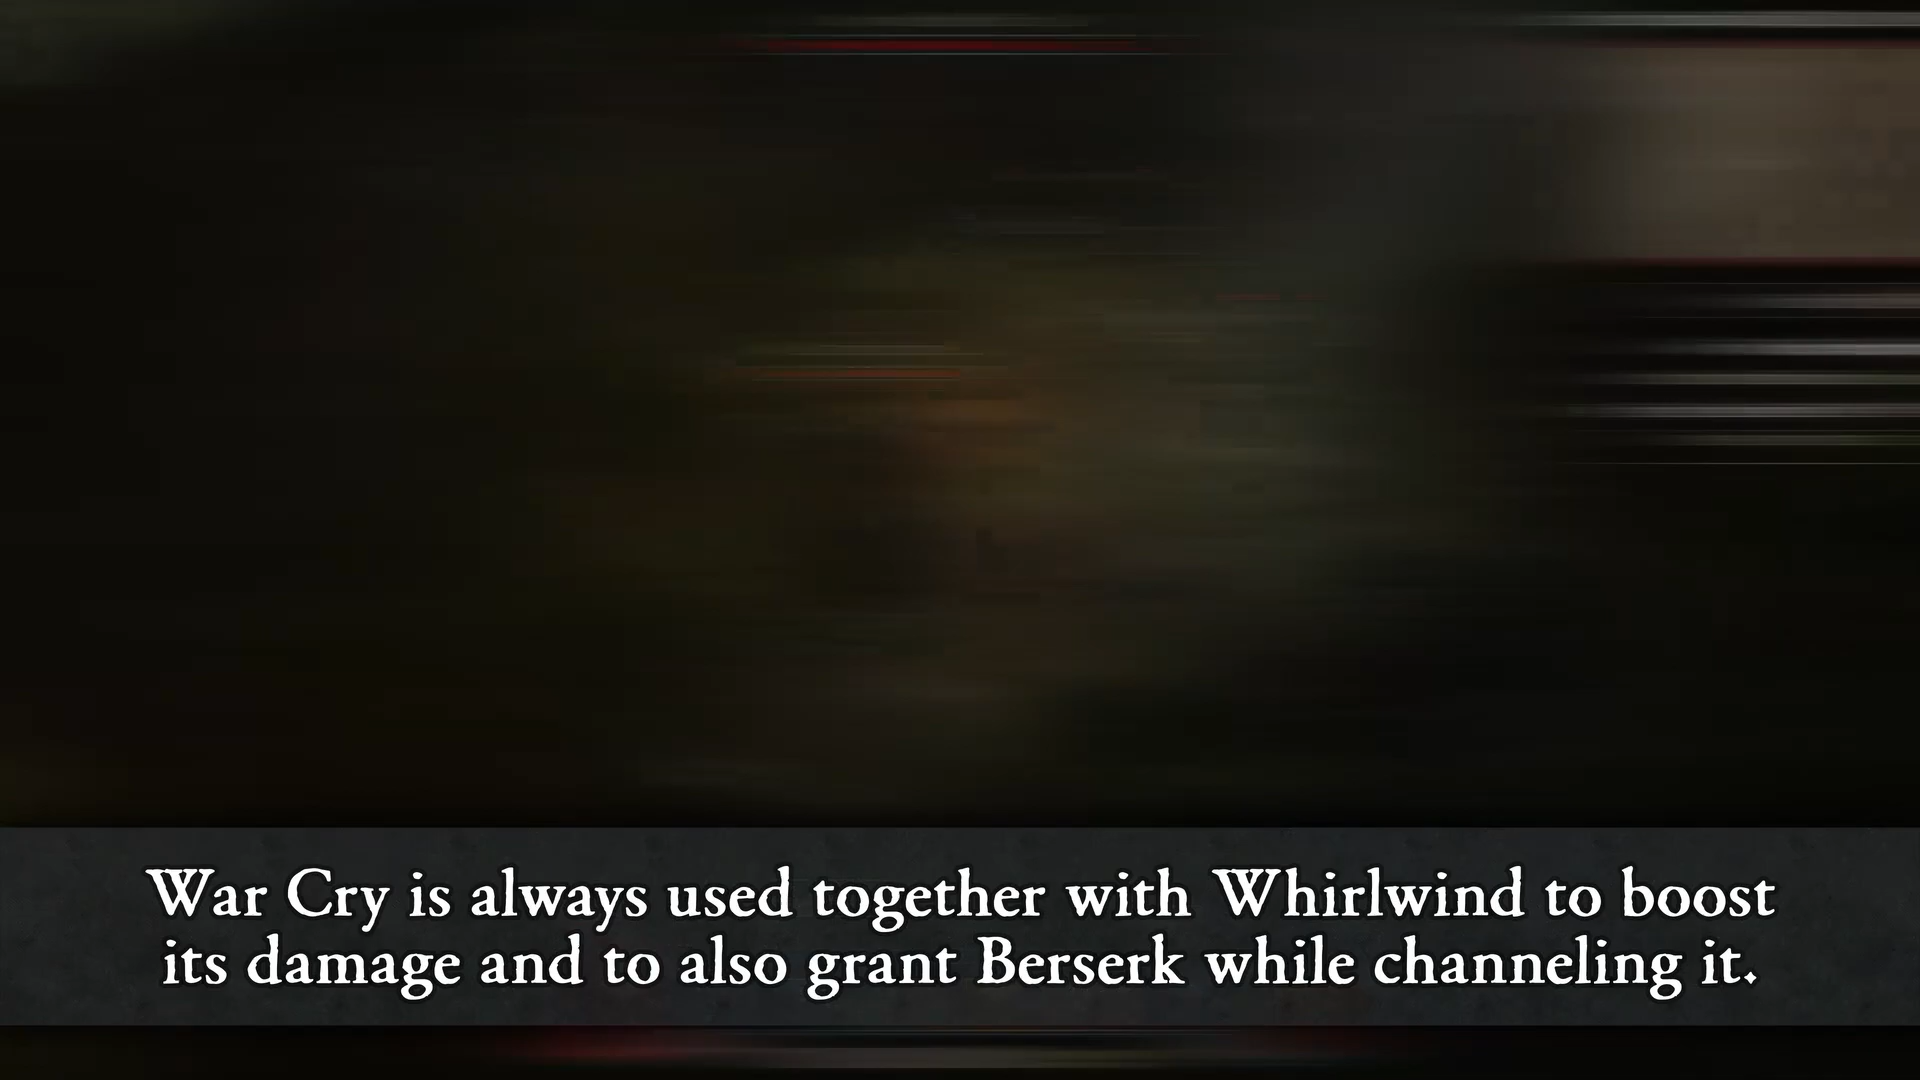 War Cry is always used together with Whirlwind to boost
its damage and to also grant Berserk while channeling it.